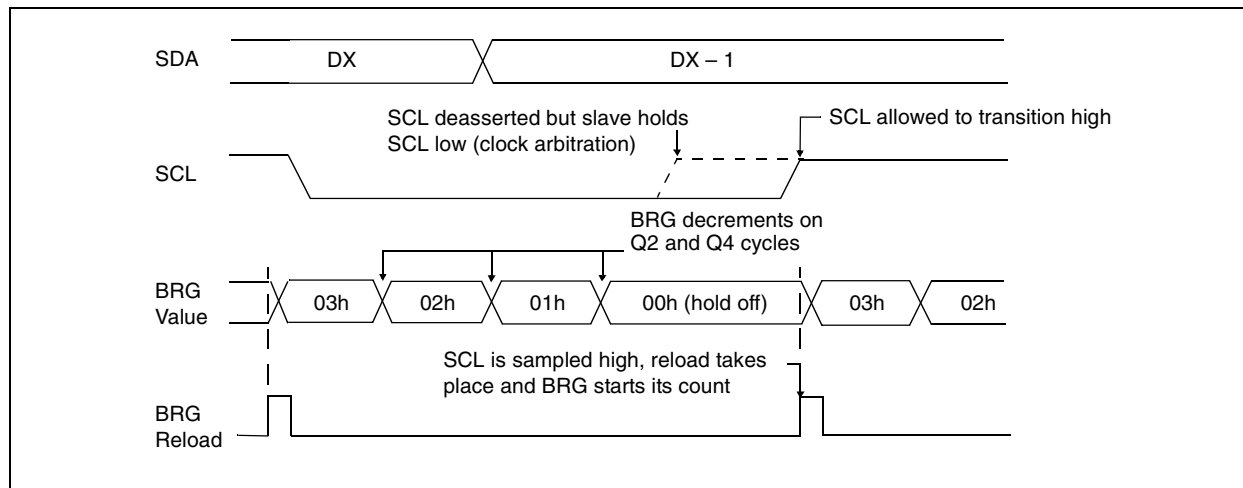 SDA
DX
DX – 1
SCL deasserted but slave holds
SCL low (clock arbitration)
SCL allowed to transition high
SCL
BRG decrements on
Q2 and Q4 cycles
BRG
Value
03h
02h
01h
00h (hold off)
03h
02h
SCL is sampled high, reload takes
place and BRG starts its count
BRG
Reload